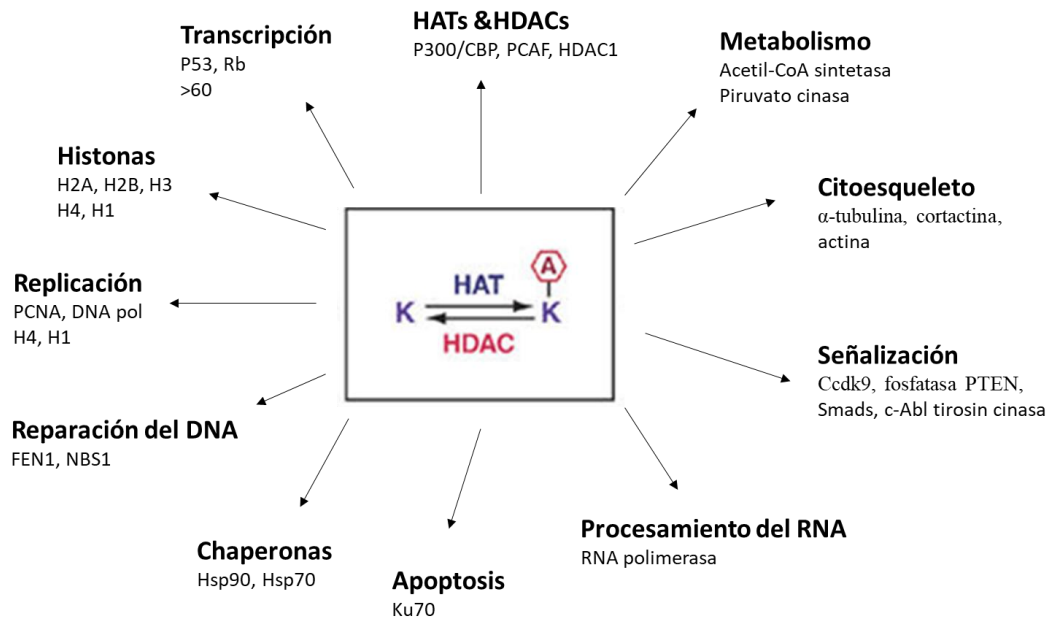 Transcripción
P53, Rb
>60
HATs &HDACs
P300/CBP, PCAF, HDAC1
Metabolismo
Acetil-CoA sintetasa
Piruvato cinasa
Histonas
H2A, H2B, H3
H4, H1
Citoesqueleto
α-tubulina, cortactina,
actina
Replicación
PCNA, DNA pol
H4, H1
A
HAT
K K
HDAC
Señalización
Ccdk9, fosfatasa PTEN,
Smads, c-Abl tirosin cinasa
Reparación del DNA
FEN1, NBS1
Chaperonas
Hsp90, Hsp70
Apoptosis
Ku70
Procesamiento del RNA
RNA polimerasa